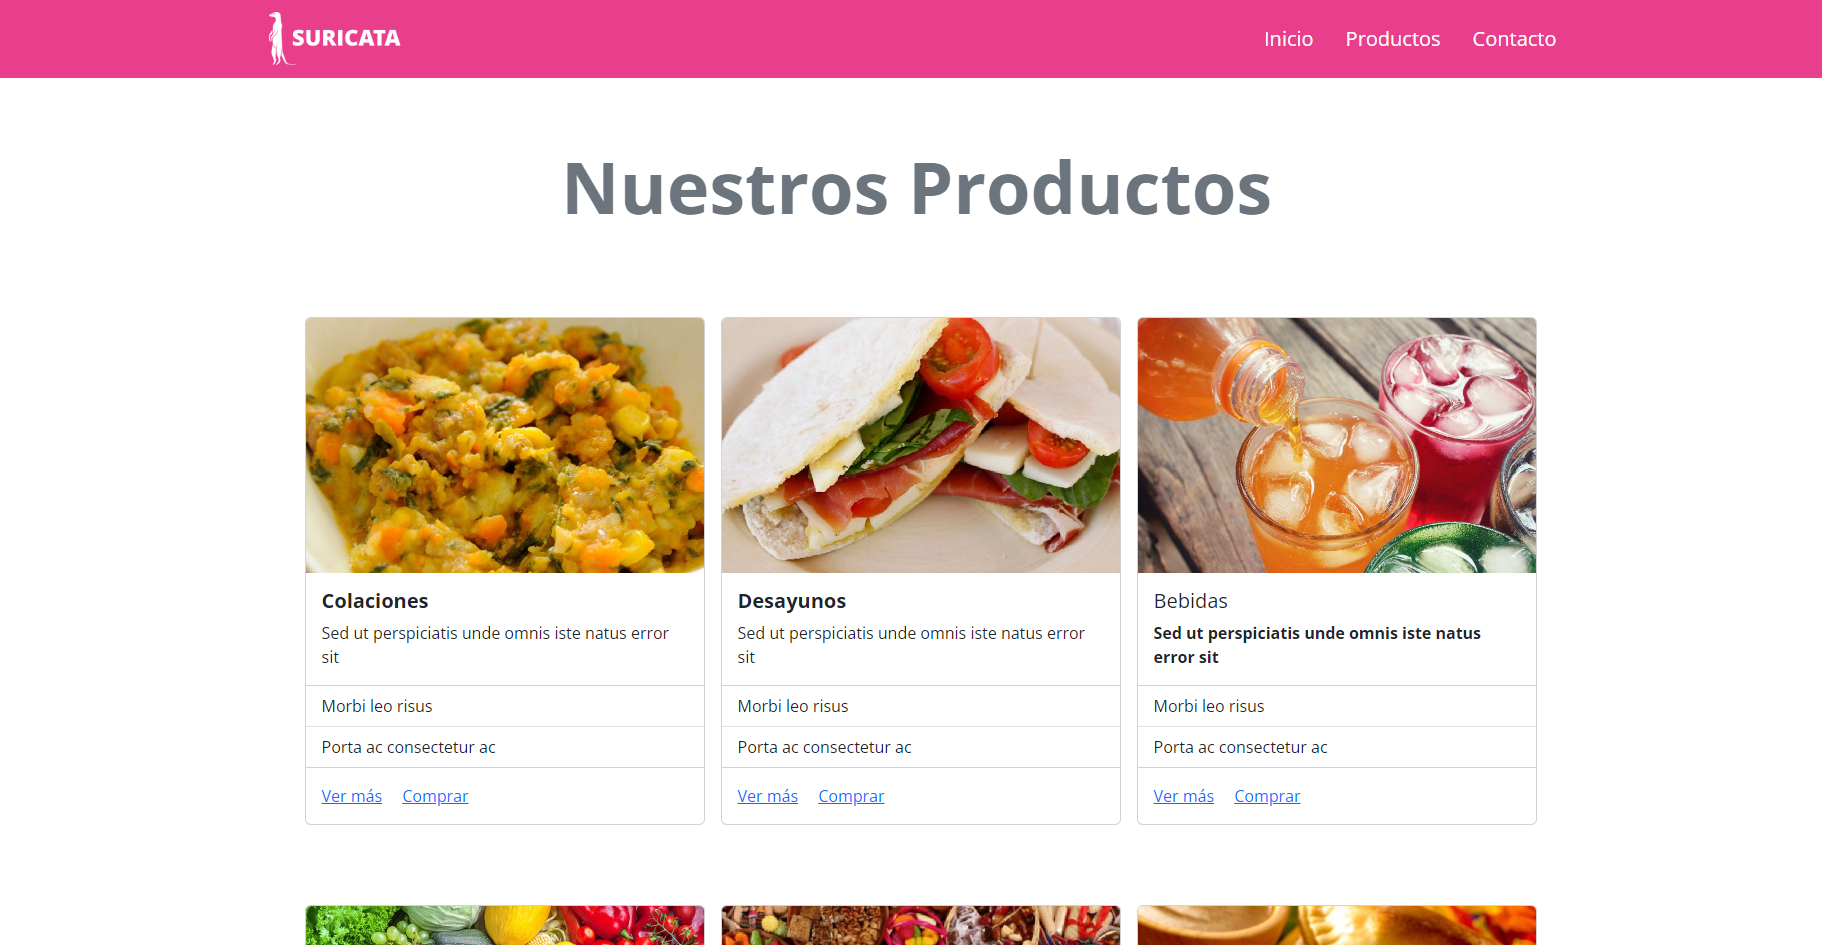 SURICATA
Inicio Productos Contacto
Nuestros Productos
Colaciones
Sed ut perspiciatis unde omnis iste natus error
sit
Morbi leo risus
Porta ac consectetur ac
Ver más Comprar
Desayunos
Sed ut perspiciatis unde omnis iste natus error
sit
Morbi leo risus
Porta ac consectetur ac
Ver más Comprar
Bebidas
Sed ut perspiciatis unde omnis iste natus
error sit
Morbi leo risus
Porta ac consectetur ac
Ver más Comprar